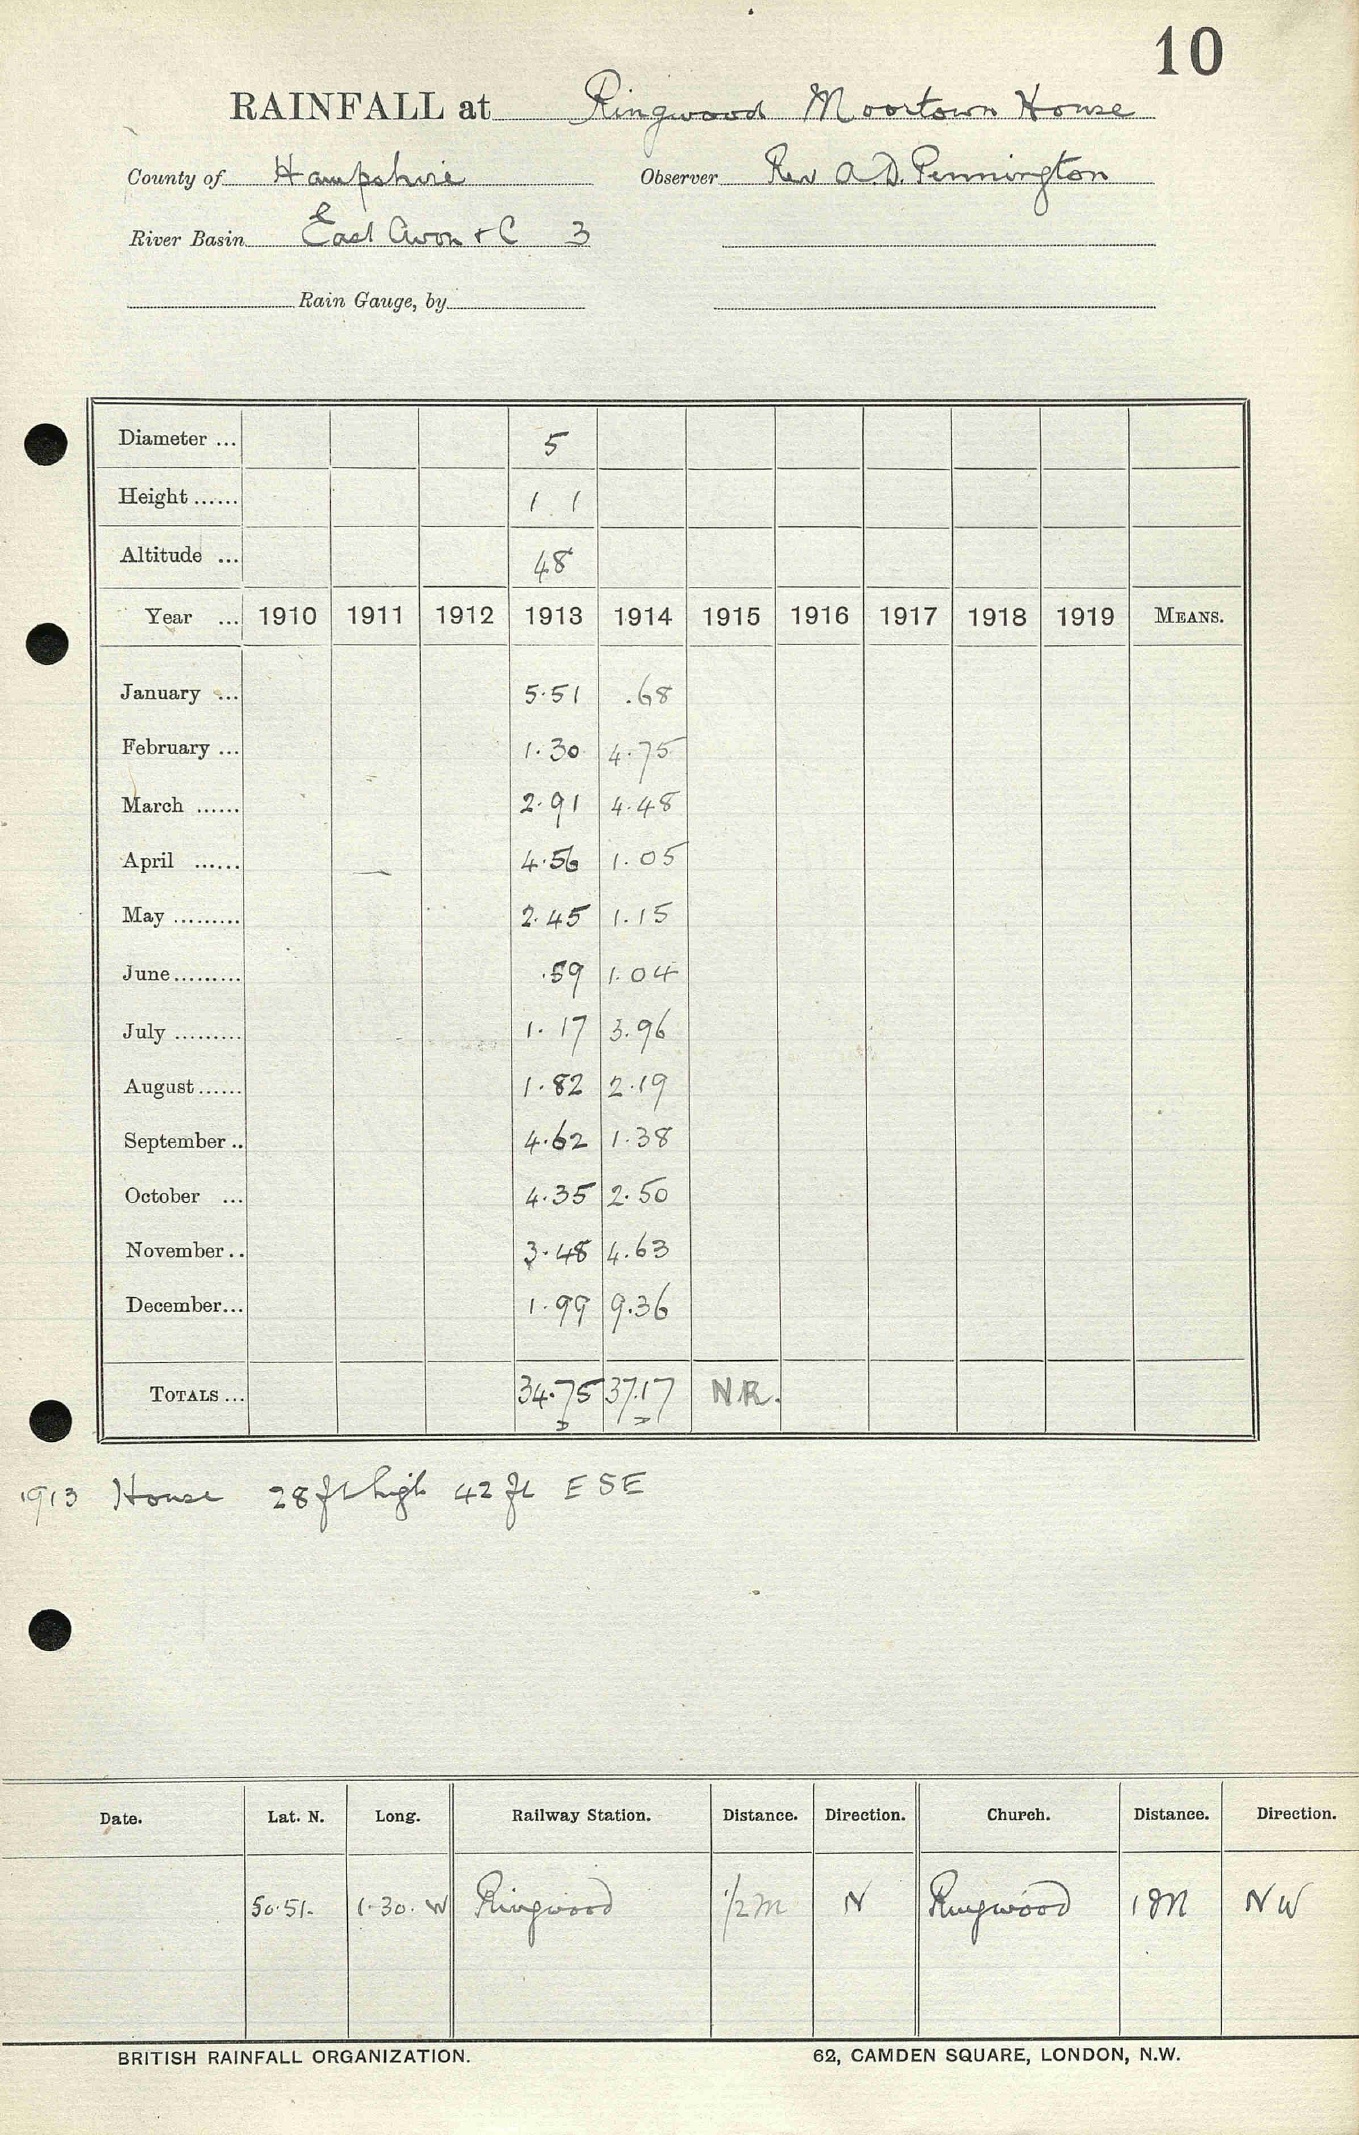 10
RAINFALL at Ringwood Moortown House
County of Hampshire Observer Rev A.D. Pennington
River Basin East Avon & C 3
Rain Gauge, by
Diameter ... 5
Height ...... 1 1
Altitude ... 48
Year ... 1910 1911 1912 1913 1914 1915 1916 1917 1918 1919 MEANS.
January ... 5.51 .68
February ... 1.30 4.75
March ...... 2.91 4.48
April ...... 4.56 1.05
May ......... 2.45 1.15
June......... .59 1.04
July ......... 1.17 3.96
August...... 1.82 2.19
September .. 4.62 1.38
October ... 4.35 2.50
November .. 3.48 4.63
December... 1.99 9.36
TOTALS ... 34.75 37.17 N.R.
1913 House 28 ft high 42 ft ESE
Date. Lat. N. Long. Railway Station. Distance. Direction. Church. Distance. Direction.
50.51. 1.30. W Ringwood 1/2 M N Ringwood 1 M NW
BRITISH RAINFALL ORGANIZATION. 62, CAMDEN SQUARE, LONDON, N.W.